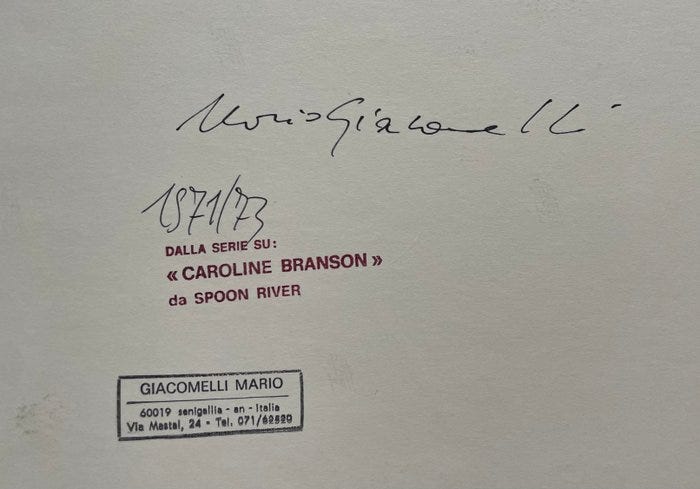 Mario Giacomelli
1971/73
DALLA SERIE SU:
« CAROLINE BRANSON »
da SPOON RIVER
GIACOMELLI MARIO
60019 senigallia - an - italia
Via Mastai, 24 - Tel. 071/